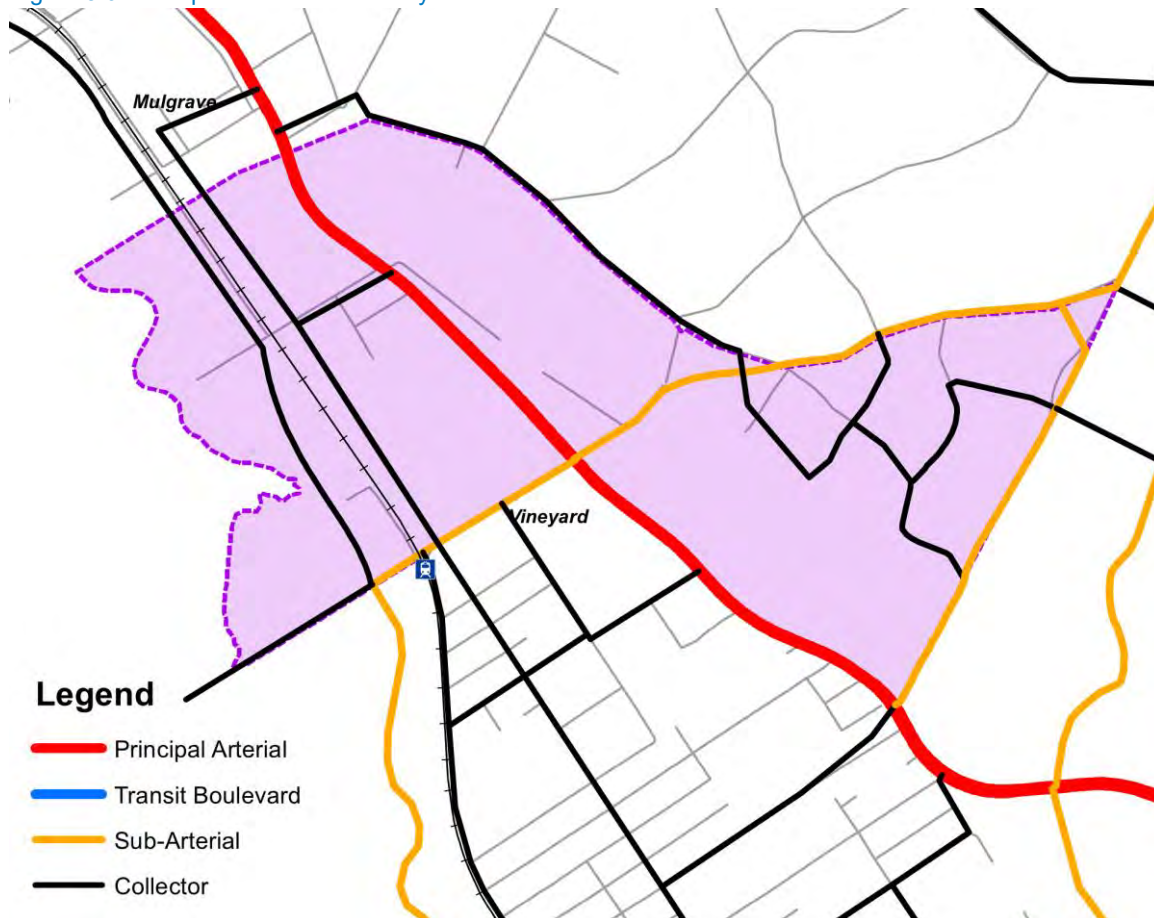 Mulgrave
Vineyard
Legend
Principal Arterial
Transit Boulevard
Sub-Arterial
Collector